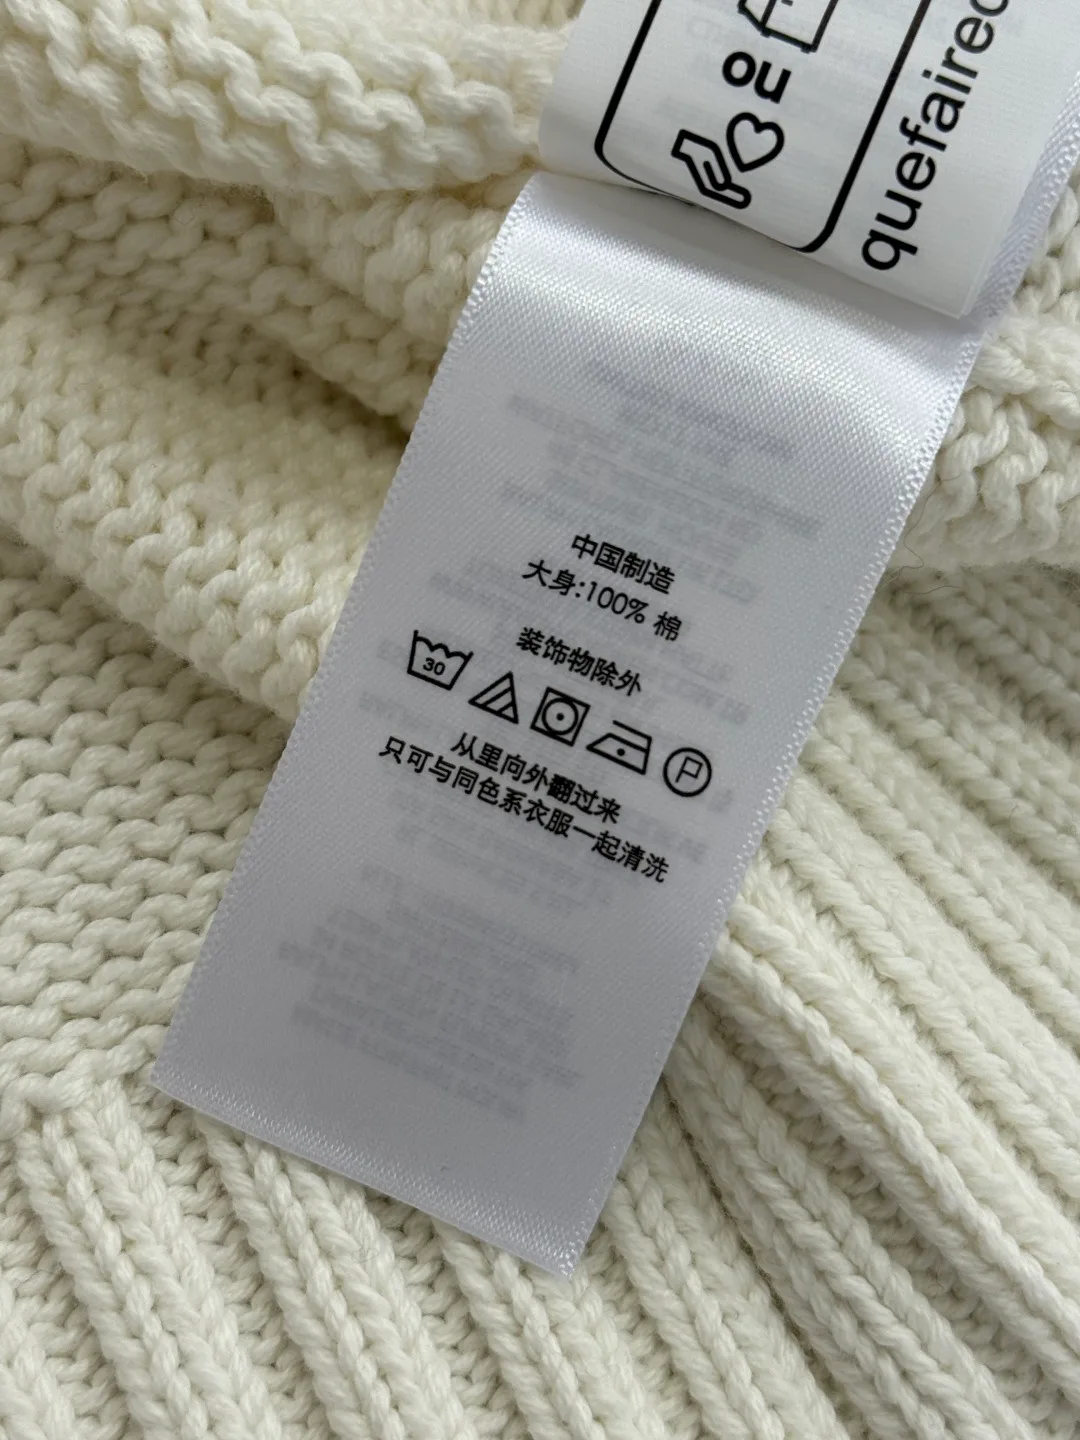 OU
quefairede
中国制造
大身:100% 棉
装饰物除外
30
P
从里向外翻过来
只可与同色系衣服一起清洗